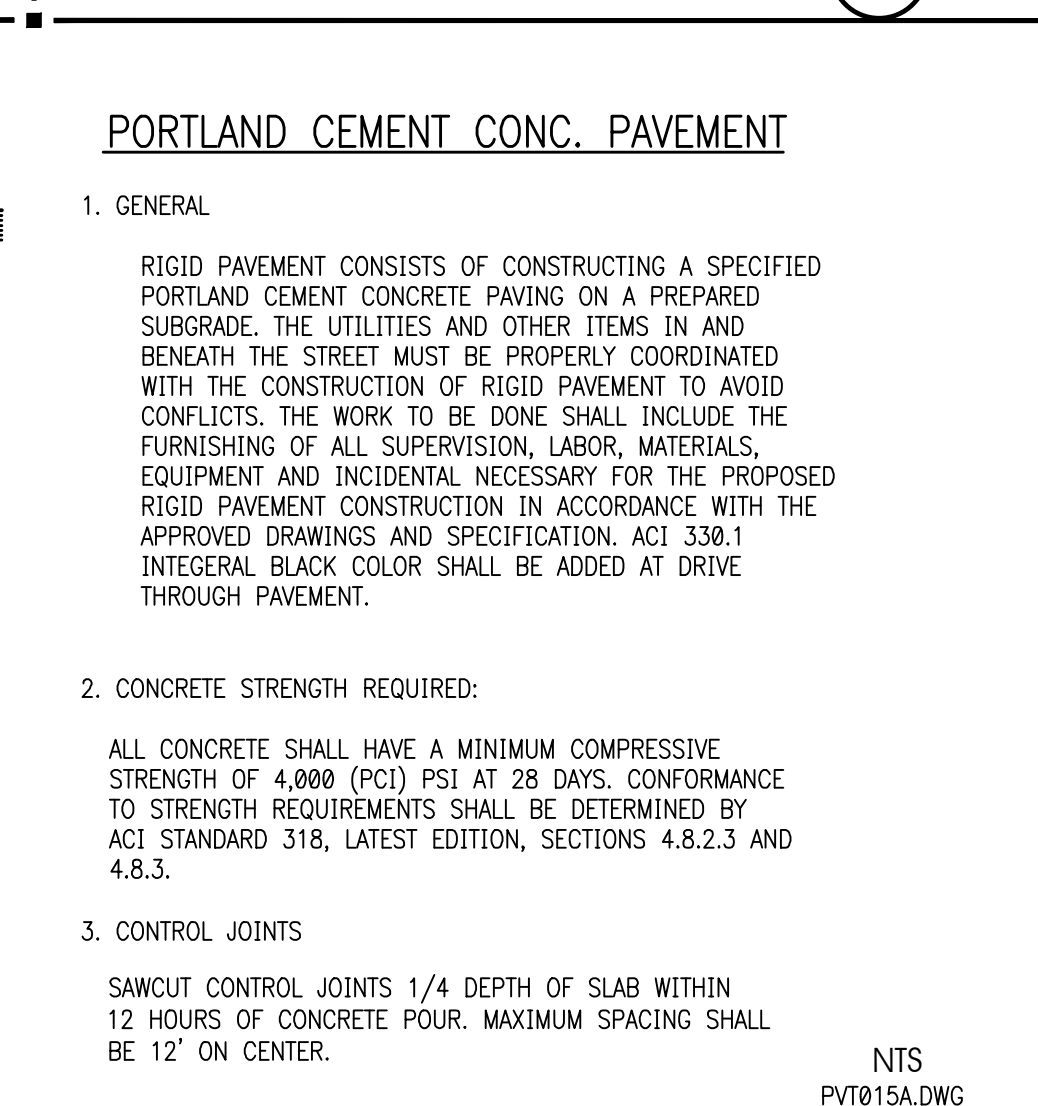 PORTLAND CEMENT CONC. PAVEMENT
1. GENERAL
RIGID PAVEMENT CONSISTS OF CONSTRUCTING A SPECIFIED
PORTLAND CEMENT CONCRETE PAVING ON A PREPARED
SUBGRADE. THE UTILITIES AND OTHER ITEMS IN AND
BENEATH THE STREET MUST BE PROPERLY COORDINATED
WITH THE CONSTRUCTION OF RIGID PAVEMENT TO AVOID
CONFLICTS. THE WORK TO BE DONE SHALL INCLUDE THE
FURNISHING OF ALL SUPERVISION, LABOR, MATERIALS,
EQUIPMENT AND INCIDENTAL NECESSARY FOR THE PROPOSED
RIGID PAVEMENT CONSTRUCTION IN ACCORDANCE WITH THE
APPROVED DRAWINGS AND SPECIFICATION. ACI 330.1
INTEGERAL BLACK COLOR SHALL BE ADDED AT DRIVE
THROUGH PAVEMENT.
2. CONCRETE STRENGTH REQUIRED:
ALL CONCRETE SHALL HAVE A MINIMUM COMPRESSIVE
STRENGTH OF 4,000 (PCI) PSI AT 28 DAYS. CONFORMANCE
TO STRENGTH REQUIREMENTS SHALL BE DETERMINED BY
ACI STANDARD 318, LATEST EDITION, SECTIONS 4.8.2.3 AND
4.8.3.
3. CONTROL JOINTS
SAWCUT CONTROL JOINTS 1/4 DEPTH OF SLAB WITHIN
12 HOURS OF CONCRETE POUR. MAXIMUM SPACING SHALL
BE 12' ON CENTER.
NTS
PVT015A.DWG